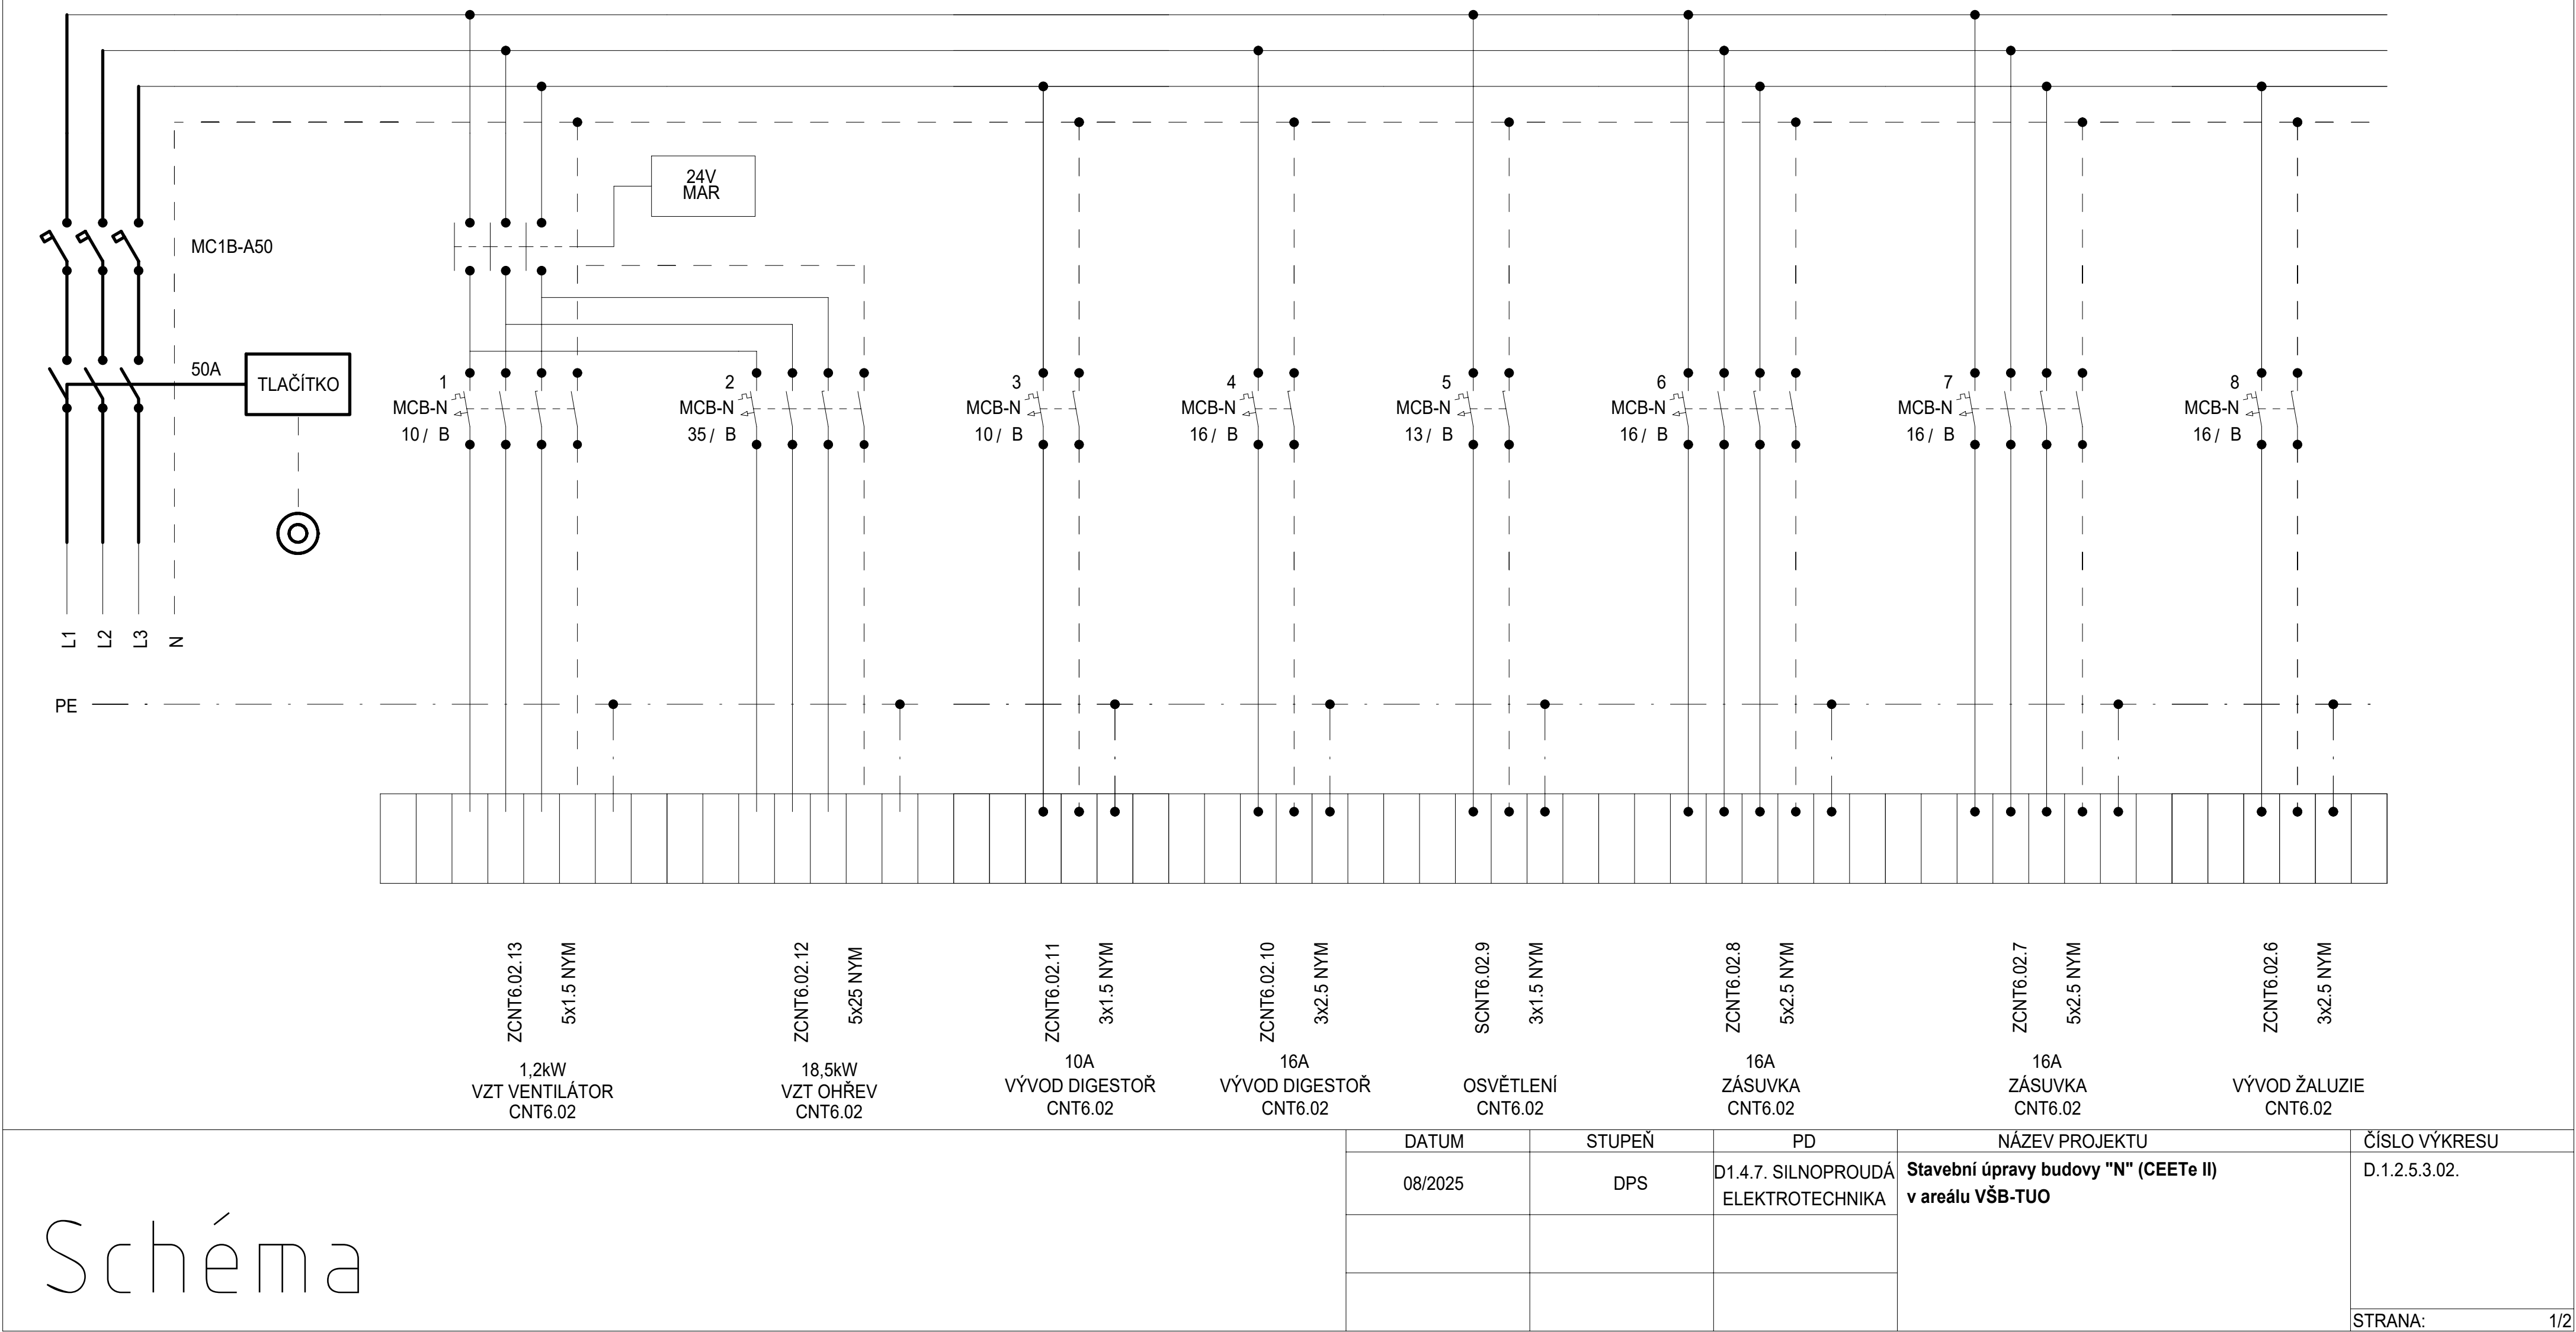 24V
MAR
MC1B-A50
50A
TLAČÍTKO
1
MCB-N
10 / B
2
MCB-N
35 / B
3
MCB-N
10 / B
4
MCB-N
16 / B
5
MCB-N
13 / B
6
MCB-N
16 / B
7
MCB-N
16 / B
8
MCB-N
16 / B
L1
L2
L3
N
PE
ZCNT6.02.13
5x1.5 NYM
1,2kW
VZT VENTILÁTOR
CNT6.02
ZCNT6.02.12
5x25 NYM
18,5kW
VZT OHŘEV
CNT6.02
ZCNT6.02.11
3x1.5 NYM
10A
VÝVOD DIGESTOŘ
CNT6.02
ZCNT6.02.10
3x2.5 NYM
16A
VÝVOD DIGESTOŘ
CNT6.02
SCNT6.02.9
3x1.5 NYM
OSVĚTLENÍ
CNT6.02
ZCNT6.02.8
5x2.5 NYM
16A
ZÁSUVKA
CNT6.02
ZCNT6.02.7
5x2.5 NYM
16A
ZÁSUVKA
CNT6.02
ZCNT6.02.6
3x2.5 NYM
VÝVOD ŽALUZIE
CNT6.02
Schéma
DATUM
08/2025
STUPEŇ
DPS
PD
D1.4.7. SILNOPROUDÁ
ELEKTROTECHNIKA
NÁZEV PROJEKTU
Stavební úpravy budovy "N" (CEETe II)
v areálu VŠB-TUO
ČÍSLO VÝKRESU
D.1.2.5.3.02.
STRANA: 1/2